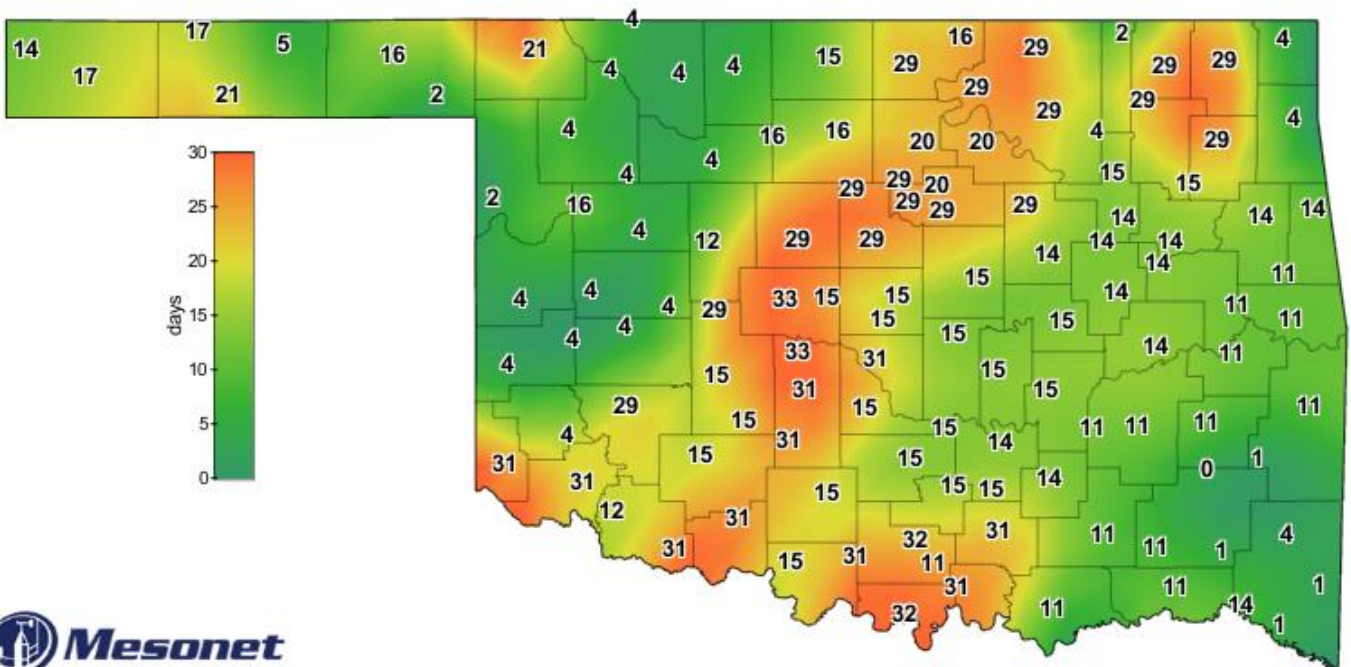 4
17 16 2
14 5 16 21 15 29 29 4
17 4 4 4 29 29 29
21 2 29 29
4 16 16 20 20 29 4 29 4
4 4 29 29 20 15 15
2 16 29 29 29 14 14 14
4 12 29 29 14 14 14
14
4 4 4 33 15 15 15 14 11 11
29 15 15 11
4 4 15
4 15 33 31 15 14 11
31 15
29 15 15 11
4 31 15 14 11 11 11
31 15 15 14 0 1
31 15 15 15
12 31 31 4
31 15 31 32 11 11 11 1
31 11 1
32 11 14 1
30
25
20
15
10
5
0
days
Mesonet